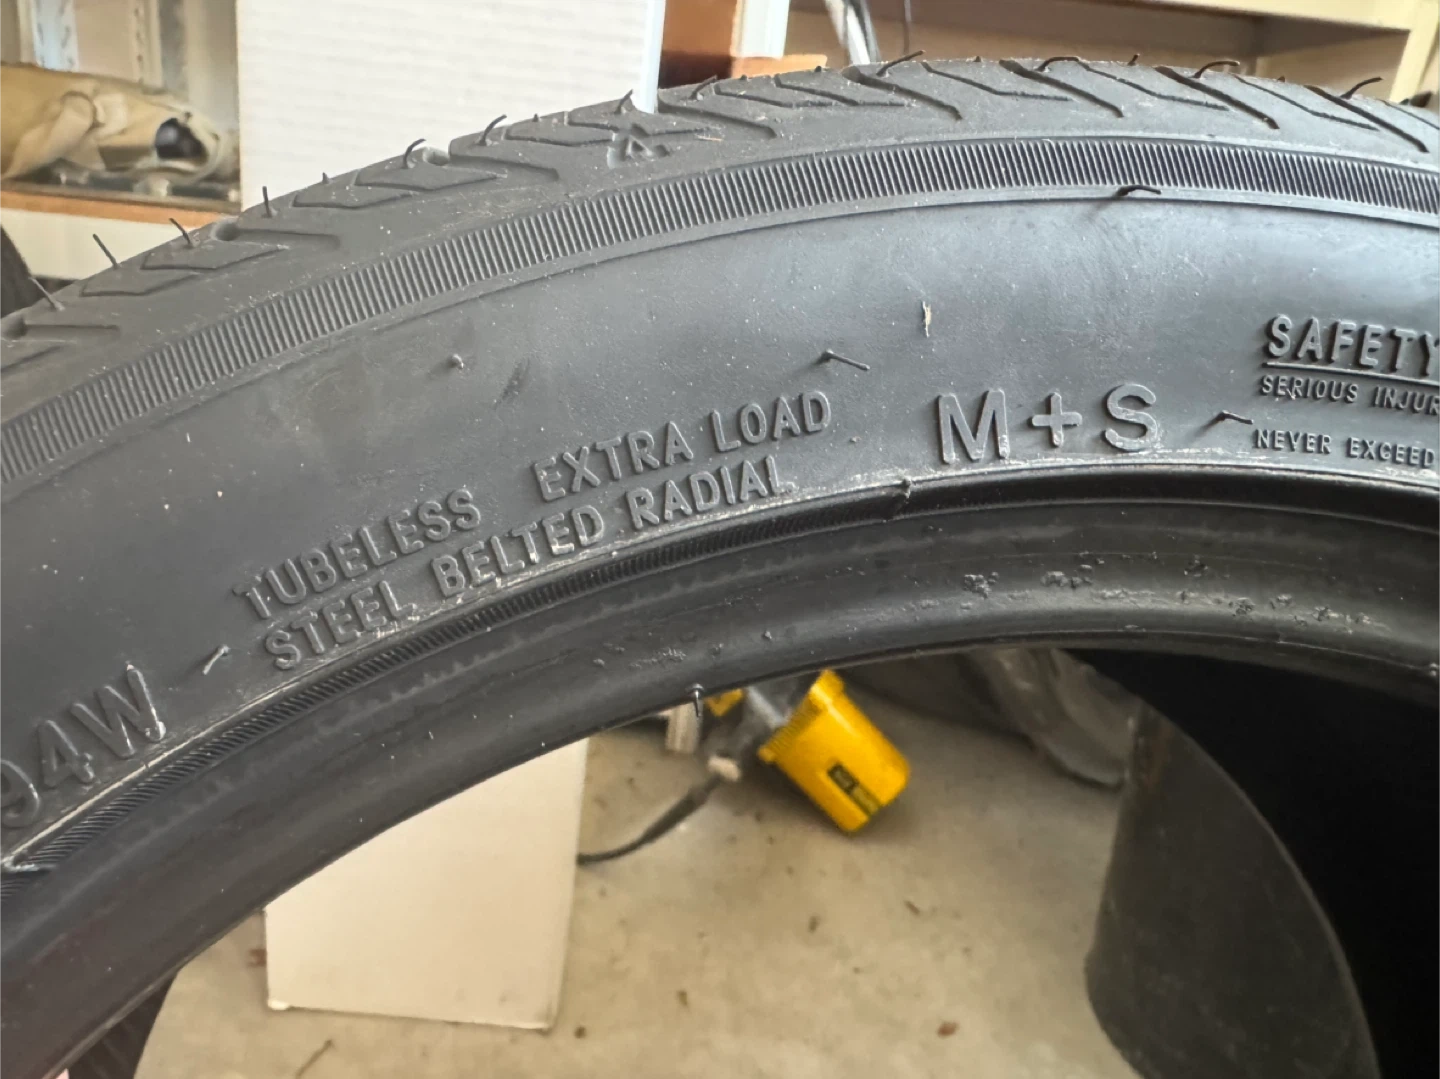 94W
TUBELESS EXTRA LOAD
STEEL BELTED RADIAL
M+S
SAFETY
SERIOUS INJUR
NEVER EXCEED